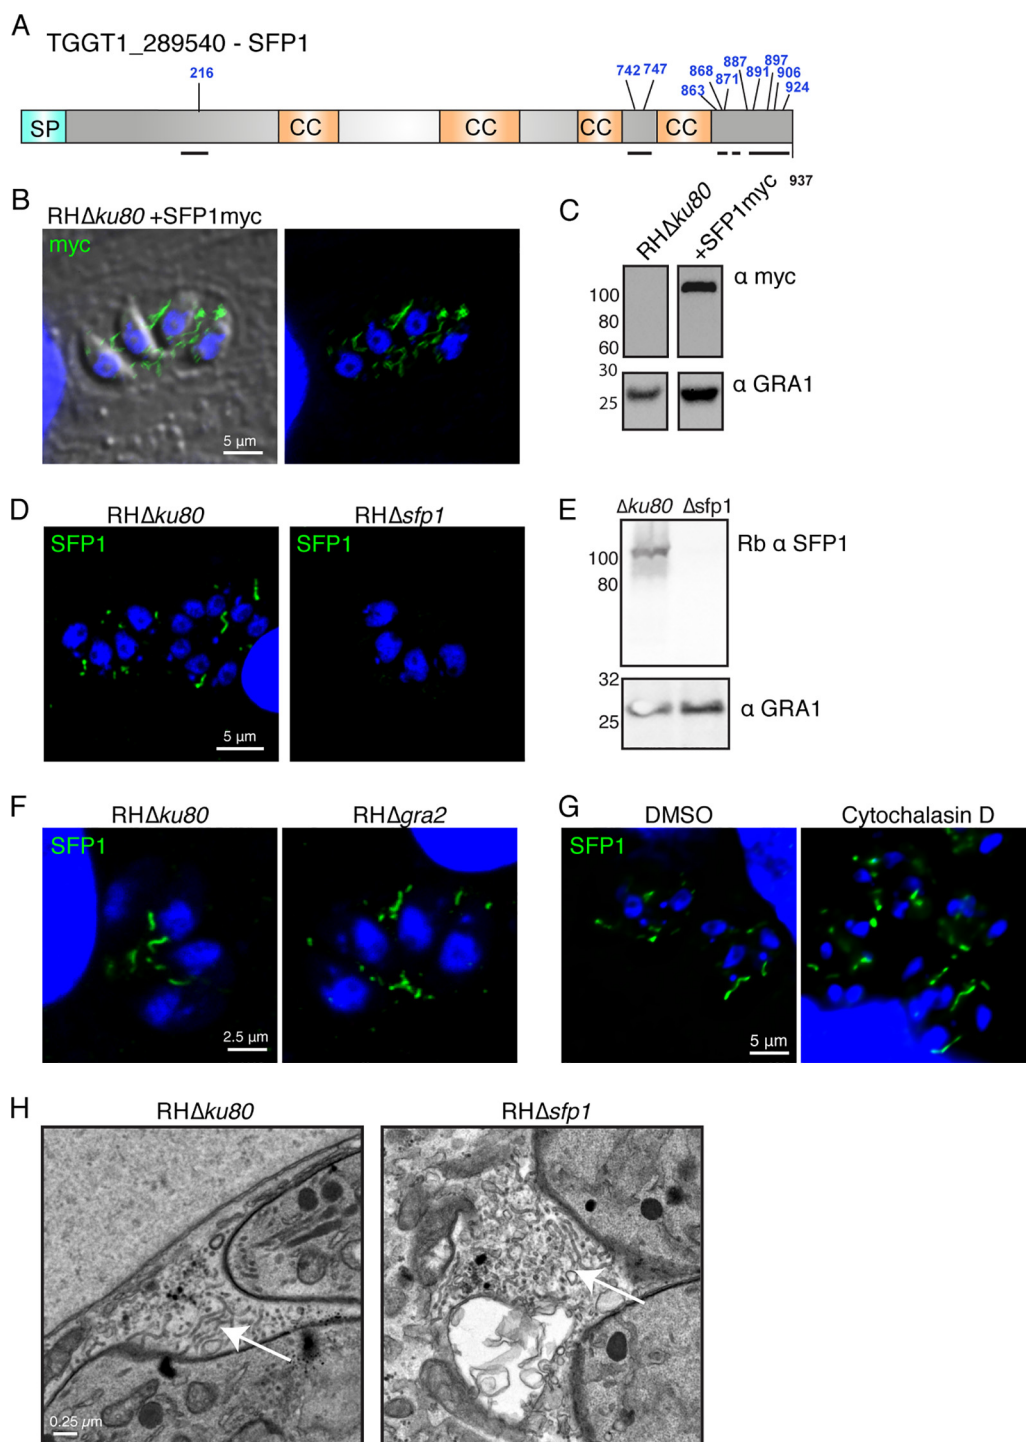 A
TGGT1_289540 - SFP1
216
742 747
863
868
871
887
891
897
906
924
SP
CC
CC
CC
CC
937
B
RHΔku80 +SFP1myc
myc
5 µm
C
RHΔku80
+SFP1myc
α myc
100
80
60
30
25
α GRA1
D
RHΔku80
RHΔsfp1
SFP1
5 µm
E
Δku80 Δsfp1
Rb α SFP1
100
80
32
25
α GRA1
F
RHΔku80
RHΔgra2
SFP1
2.5 µm
G
DMSO
Cytochalasin D
SFP1
5 µm
H
RHΔku80
RHΔsfp1
0.25 µm